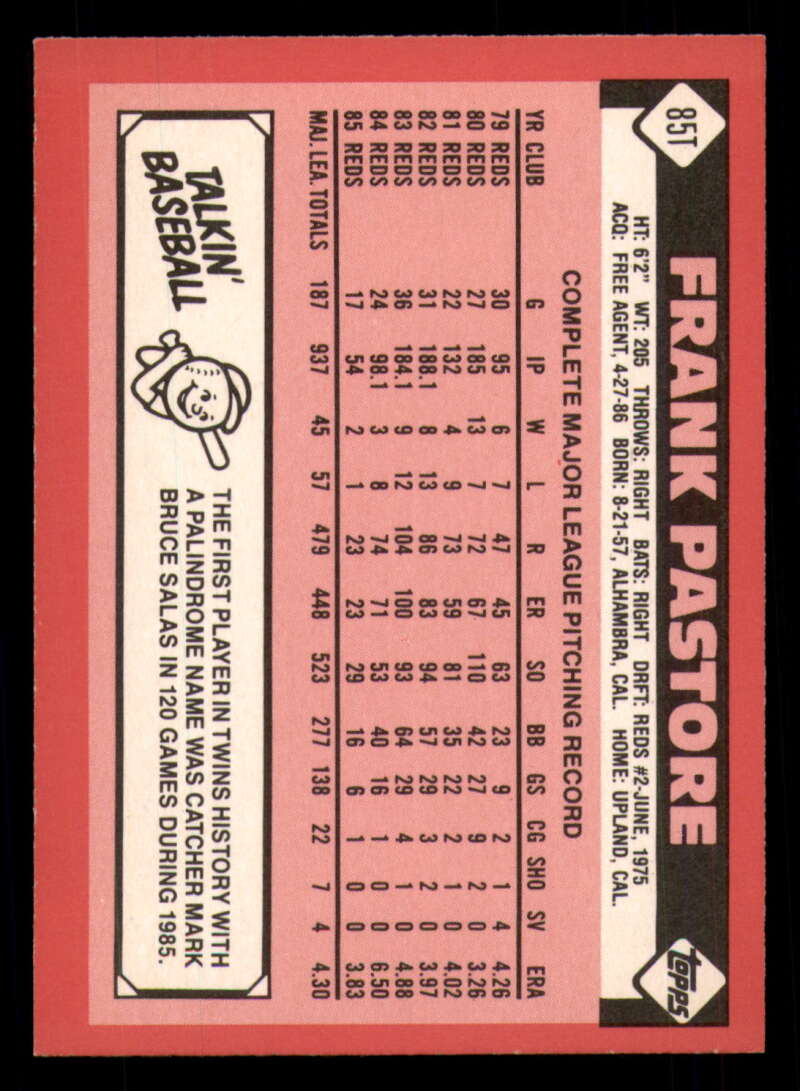 85T
FRANK PASTORE
topps
HT: 6'2" WT: 205 THROWS: RIGHT BATS: RIGHT DRFT: REDS #2-JUNE, 1975
ACQ: FREE AGENT, 4-27-86 BORN: 8-21-57, ALHAMBRA, CAL. HOME: UPLAND, CAL.
COMPLETE MAJOR LEAGUE PITCHING RECORD
YR CLUB G IP W L R ER SO BB GS CG SHO SV ERA
79 REDS 30 95 6 7 47 45 63 23 9 2 1 4 4.26
80 REDS 27 185 13 7 72 67 110 42 27 9 2 0 3.26
81 REDS 22 132 4 9 73 59 81 35 22 2 1 0 4.02
82 REDS 31 188.1 8 13 86 83 94 57 29 3 2 0 3.97
83 REDS 36 184.1 9 12 104 100 93 64 29 4 1 0 4.88
84 REDS 24 98.1 3 8 74 71 53 40 16 1 0 0 6.50
85 REDS 17 54 2 1 23 23 29 16 6 1 0 0 3.83
MAJ. LEA. TOTALS 187 937 45 57 479 448 523 277 138 22 7 4 4.30
TALKIN'
BASEBALL
THE FIRST PLAYER IN TWINS HISTORY WITH
A PALINDROME NAME WAS CATCHER MARK
BRUCE SALAS IN 120 GAMES DURING 1985.